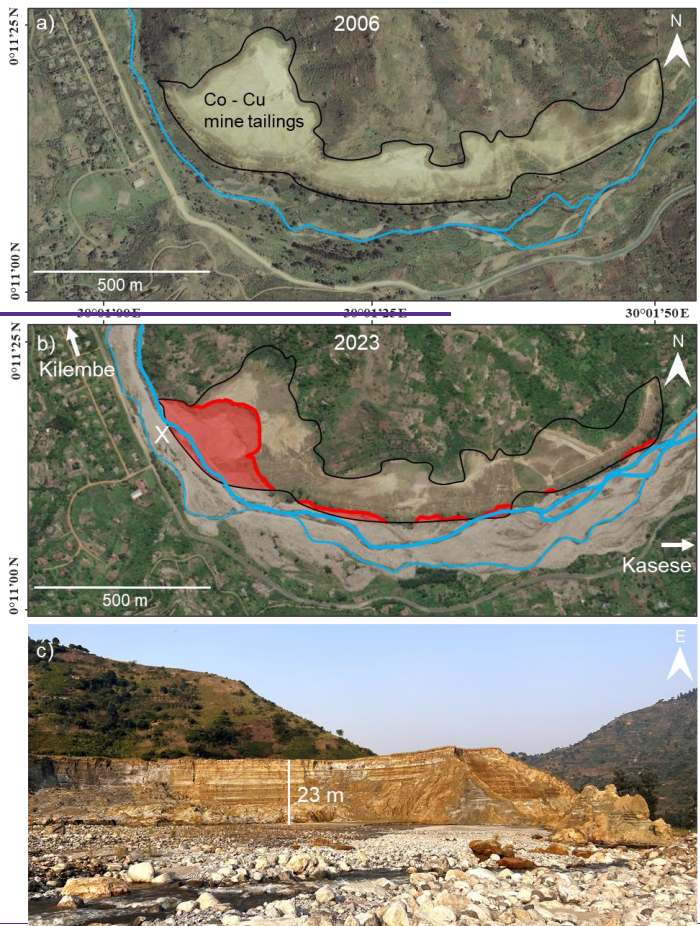 a)
2006
N
0°11'25 N
Co - Cu
mine tailings
500 m
0°11'00 N
30°01'00 E
30°01'25 E
30°01'50 E
b)
2023
N
0°11'25 N
Kilembe
X
500 m
Kasese
0°11'00 N
c)
E
23 m